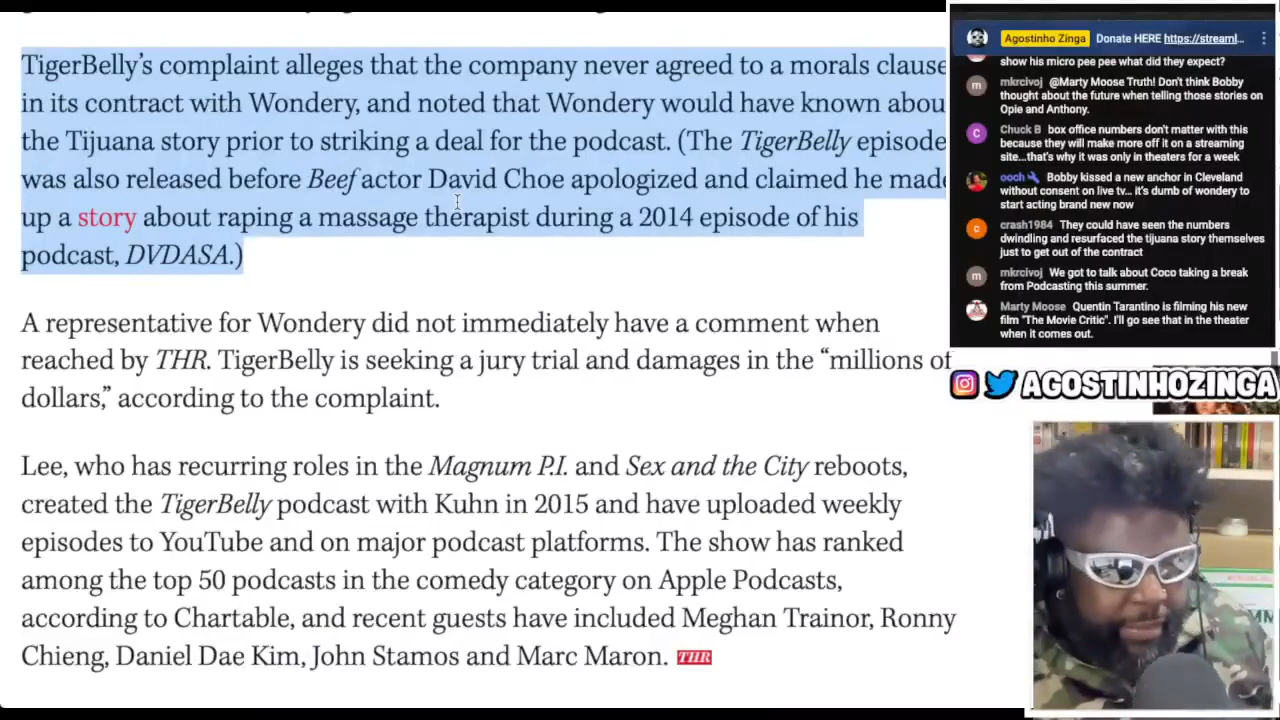 TigerBelly’s complaint alleges that the company never agreed to a morals clause
in its contract with Wondery, and noted that Wondery would have known abou
the Tijuana story prior to striking a deal for the podcast. (The TigerBelly episode
was also released before Beef actor David Choe apologized and claimed he made
up a story about raping a massage therapist during a 2014 episode of his
podcast, DVDASA.)
A representative for Wondery did not immediately have a comment when
reached by THR. TigerBelly is seeking a jury trial and damages in the “millions of
dollars,” according to the complaint.
Lee, who has recurring roles in the Magnum P.I. and Sex and the City reboots,
created the TigerBelly podcast with Kuhn in 2015 and have uploaded weekly
episodes to YouTube and on major podcast platforms. The show has ranked
among the top 50 podcasts in the comedy category on Apple Podcasts,
according to Chartable, and recent guests have included Meghan Trainor, Ronny
Chieng, Daniel Dae Kim, John Stamos and Marc Maron. THR
Agostinho Zinga Donate HERE https://streaml...
show his micro pee pee what did they expect?
m mkrcivoj @Marty Moose Truth! Don't think Bobby
thought about the future when telling those stories on
Opie and Anthony.
C Chuck B box office numbers don't matter with this
because they will make more off it on a streaming
site...that's why it was only in theaters for a week
ooch Bobby kissed a new anchor in Cleveland
without consent on live tv... it's dumb of wondery to
start acting brand new now
c crash1984 They could have seen the numbers
dwindling and resurfaced the tijuana story themselves
just to get out of the contract
m mkrcivoj We got to talk about Coco taking a break
from Podcasting this summer.
Marty Moose Quentin Tarantino is filming his new
film "The Movie Critic". I'll go see that in the theater
when it comes out.
AGOSTINHOZINGA